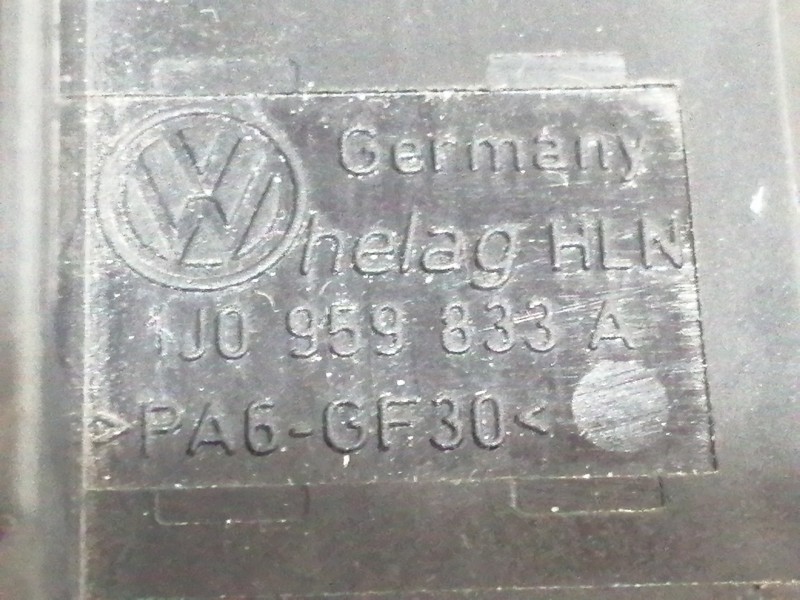 Germany
helag HLN
1J0 959 833 A
>PA6-GF30<